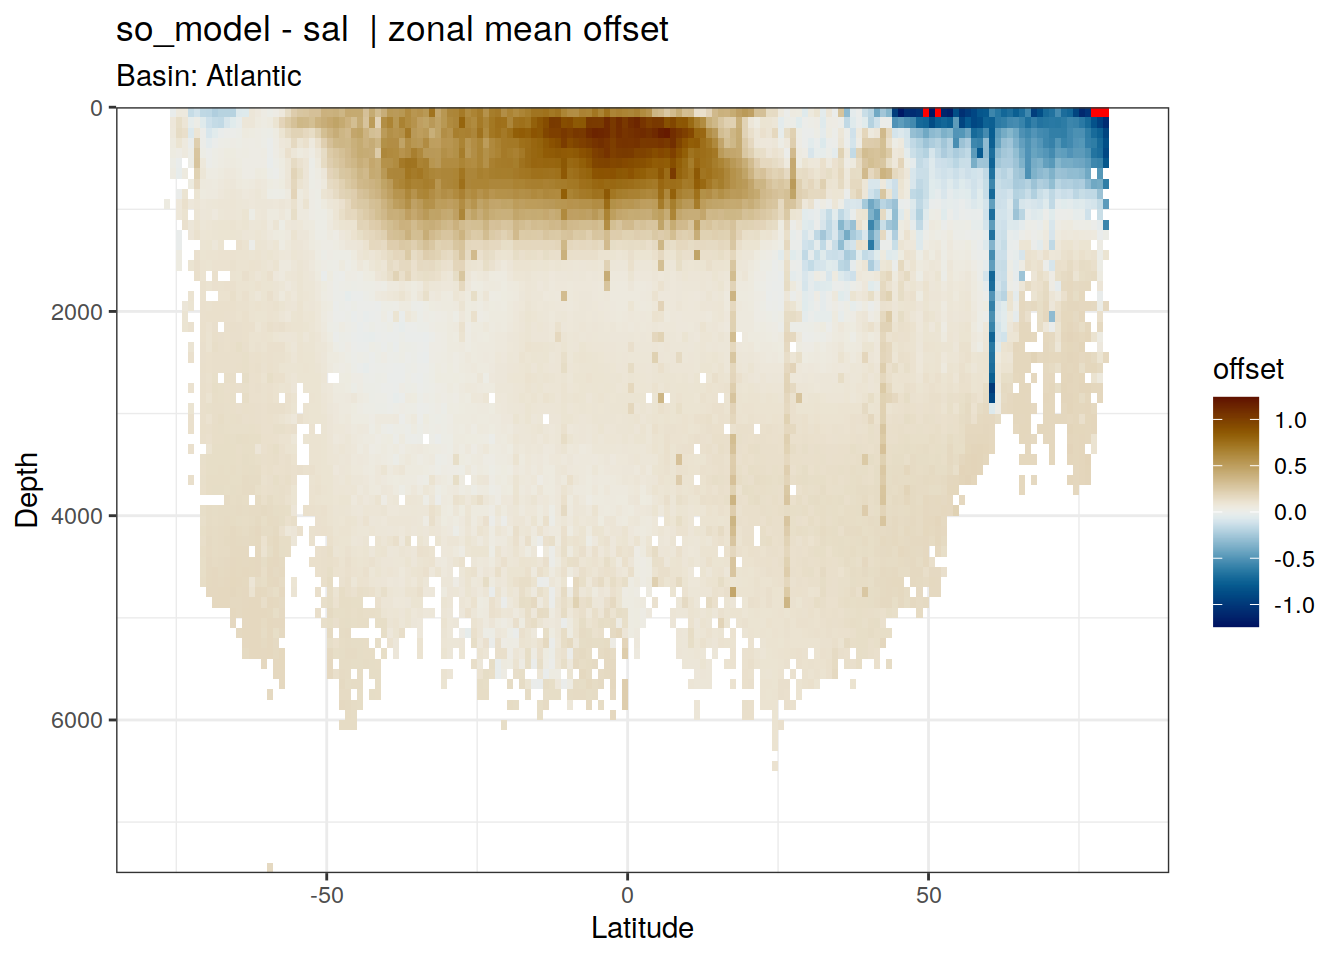 so_model - sal  | zonal mean offset
Basin: Atlantic
0
2000
4000
6000
Depth
-50
0
50
Latitude
offset
1.0
0.5
0.0
-0.5
-1.0